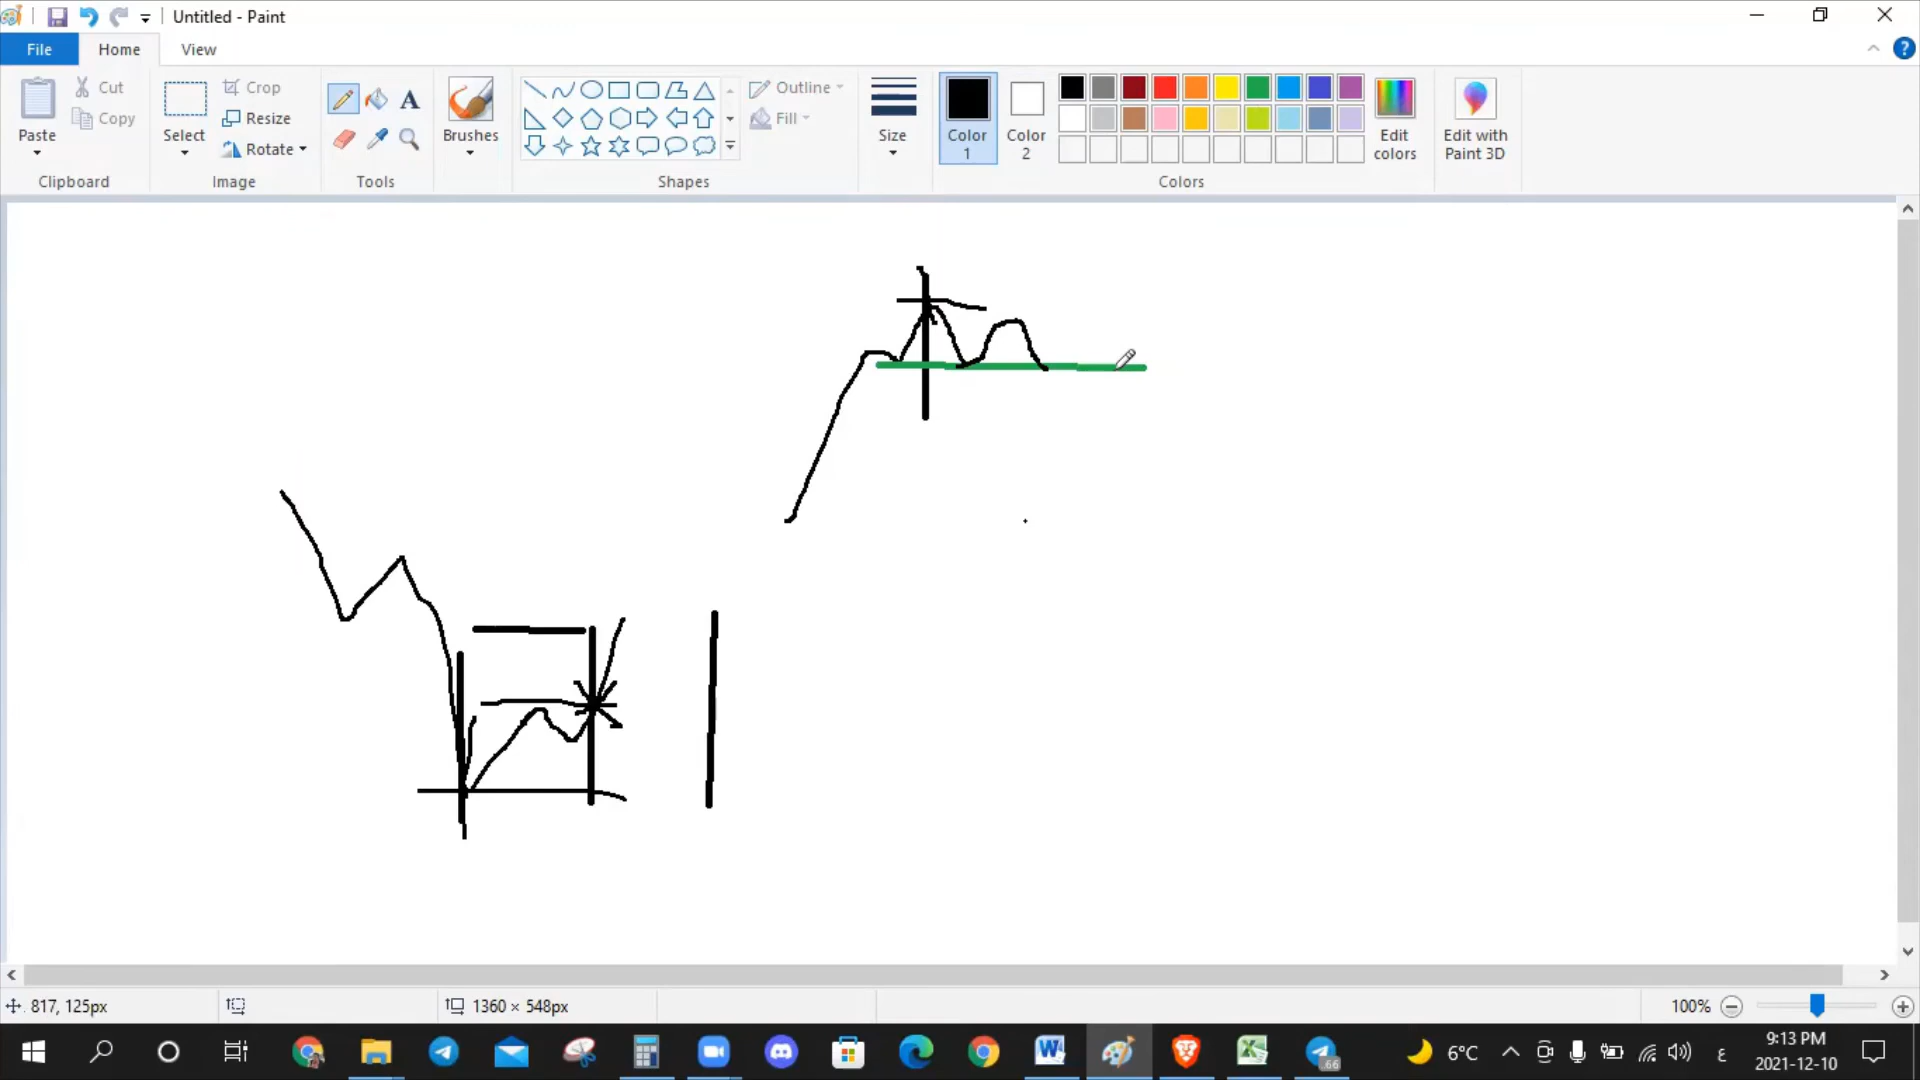 Untitled - Paint
File Home View
Paste Cut Copy
Clipboard
Select Crop Resize Rotate
Image
A
Tools
Brushes
Outline Fill
Shapes
Size
Color 1
Color 2
Edit colors
Colors
Edit with Paint 3D
817, 125px
1360 × 548px
100%
66
6°C
ع
9:13 PM
2021-12-10